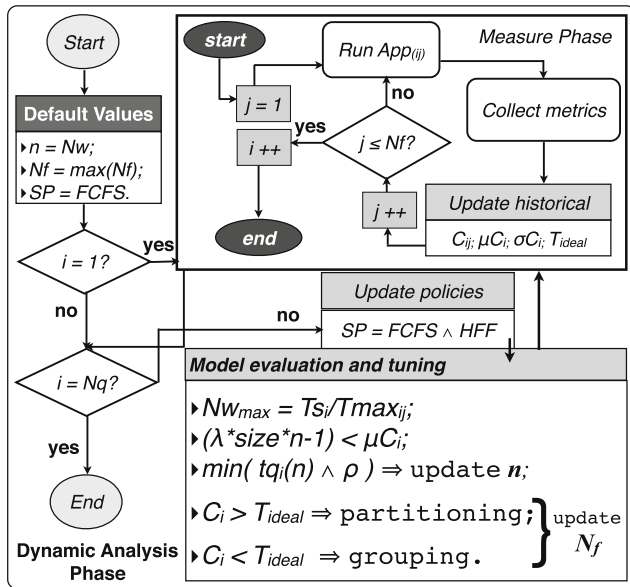 Start
Default Values
n = Nw;
Nf = max(Nf);
SP = FCFS.
i = 1?
yes
no
i = Nq?
no
yes
End
Dynamic Analysis
Phase
Measure Phase
start
Run App(ij)
Collect metrics
Update historical
Cij; μCi; σCi; Tideal
j ++
j ≤ Nf?
no
yes
j = 1
i ++
end
Update policies
SP = FCFS ∧ HFF
Model evaluation and tuning
Nwmax = Tsi/Tmaxij;
(λ*size*n-1) < μCi;
min( tqi(n) ∧ ρ ) ⇒ update n;
Ci > Tideal ⇒ partitioning;
Ci < Tideal ⇒ grouping.
update
Nf